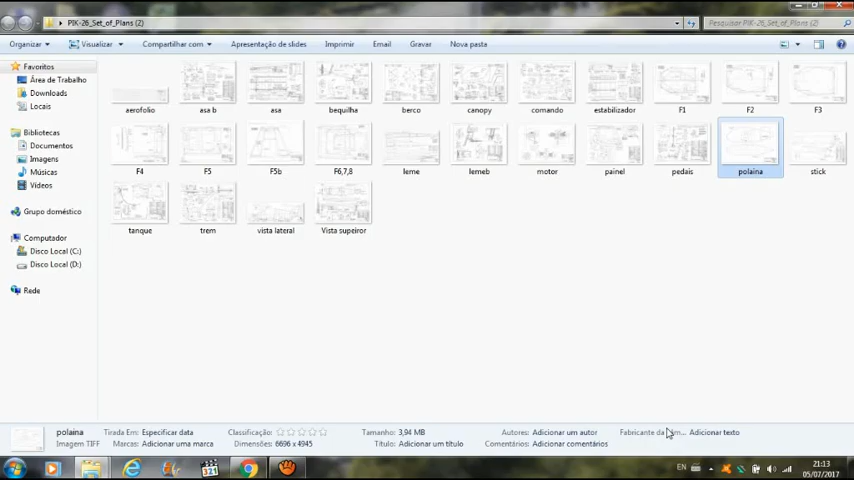 PIK-26_Set_of_Plans (2)
Pesquisar PIK-26_Set_of_Plans (2)
Organizar
Visualizar
Compartilhar com
Apresentação de slides
Imprimir
Email
Gravar
Nova pasta
Favoritos
Área de Trabalho
Downloads
Locais
Bibliotecas
Documentos
Imagens
Músicas
Vídeos
Grupo doméstico
Computador
Disco Local (C:)
Disco Local (D:)
Rede
aerofolio
asa b
asa
bequilha
berco
canopy
comando
estabilizador
F1
F2
F3
F4
F5
F5b
F6,7,8
leme
lemeb
motor
painel
pedais
polaina
stick
tanque
trem
vista lateral
Vista supeiror
polaina
Tirada Em: Especificar data
Classificação:
Tamanho: 3,94 MB
Autores: Adicionar um autor
Fabricante da Adicionar texto
Imagem TIFF
Marcas: Adicionar uma marca
Dimensões: 6696 x 4945
Título: Adicionar um título
Comentários: Adicionar comentários
321
EN
21:13
05/07/2017